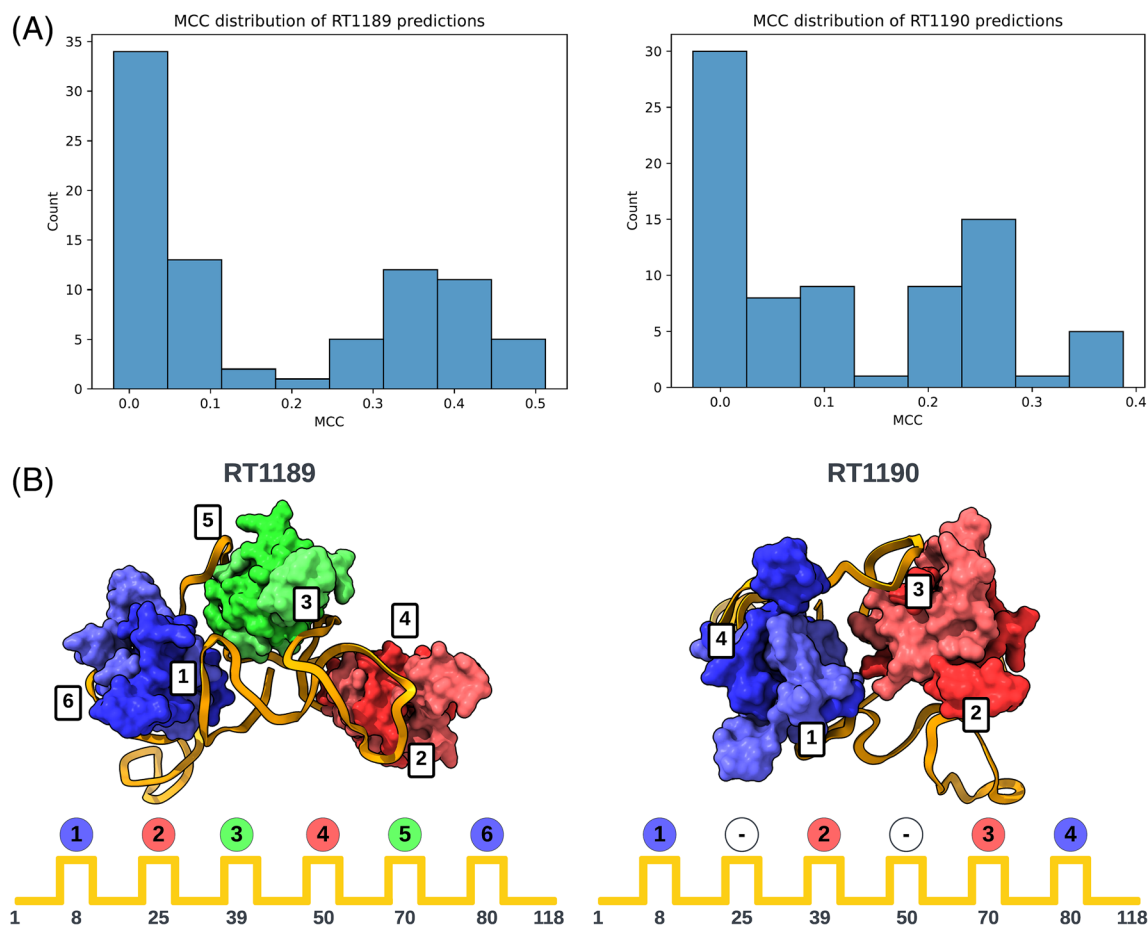 (A)
MCC distribution of RT1189 predictions
35
30
25
20
15
10
5
0
Count
0.0 0.1 0.2 0.3 0.4 0.5
MCC
MCC distribution of RT1190 predictions
30
25
20
15
10
5
0
Count
0.0 0.1 0.2 0.3 0.4
MCC
(B)
RT1189
5
3
4
1
6
2
1 2 3 4 5 6
1 8 25 39 50 70 80 118
RT1190
3
4
2
1
1 - 2 - 3 4
1 8 25 39 50 70 80 118